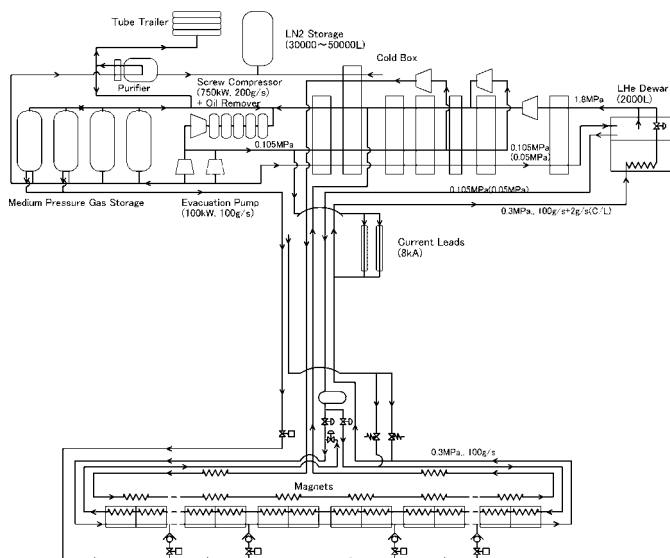 Tube Trailer
LN2 Storage
(30000～50000L)
Purifier
Screw Compressor
(750kW, 200g/s)
+ Oil Remover
Cold Box
LHe Dewar
(2000L)
1.8MPa
0.105MPa
0.105MPa
(0.05MPa)
Medium Pressure Gas Storage
Evacuation Pump
(100kW, 100g/s)
0.105MPa(0.05MPa)
0.3MPa,, 100g/s+2g/s(C/L)
Current Leads
(8kA)
0.3MPa,, 100g/s
Magnets